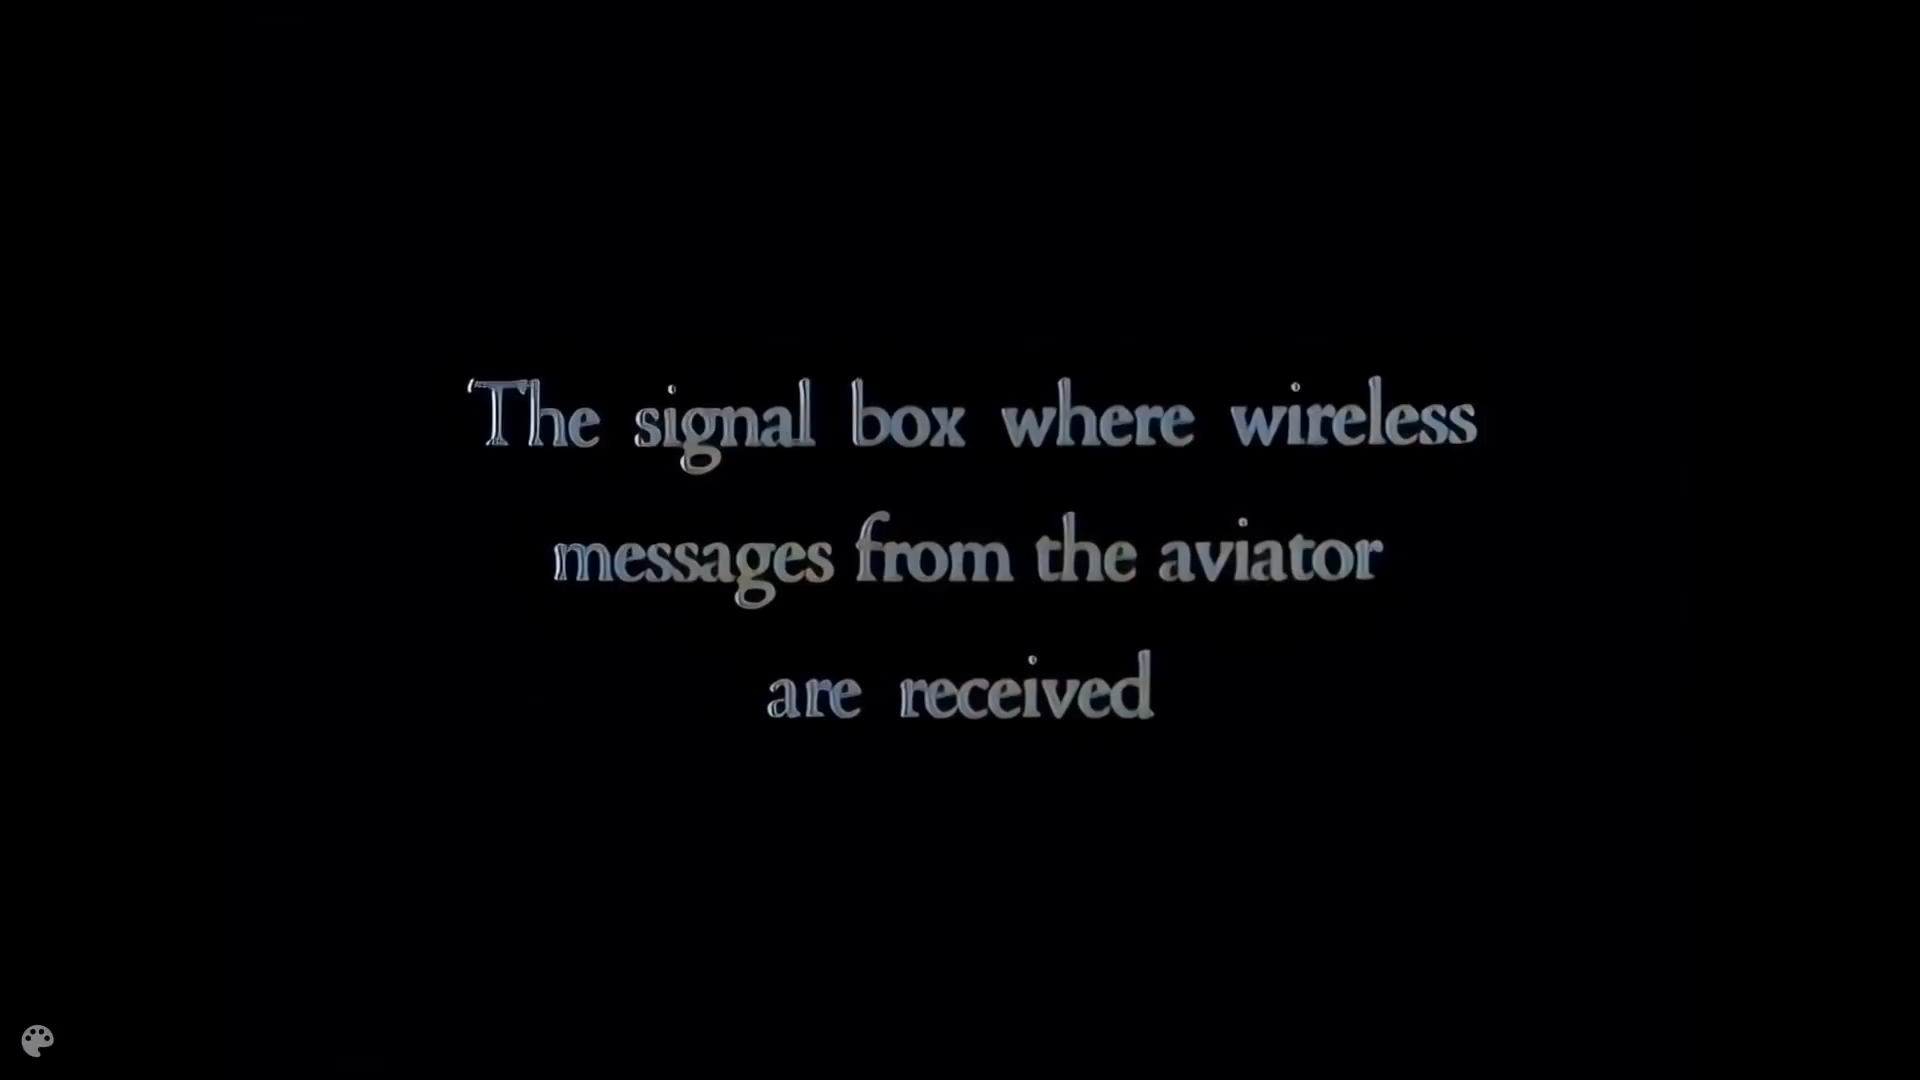 The signal box where wireless
messages from the aviator
are received